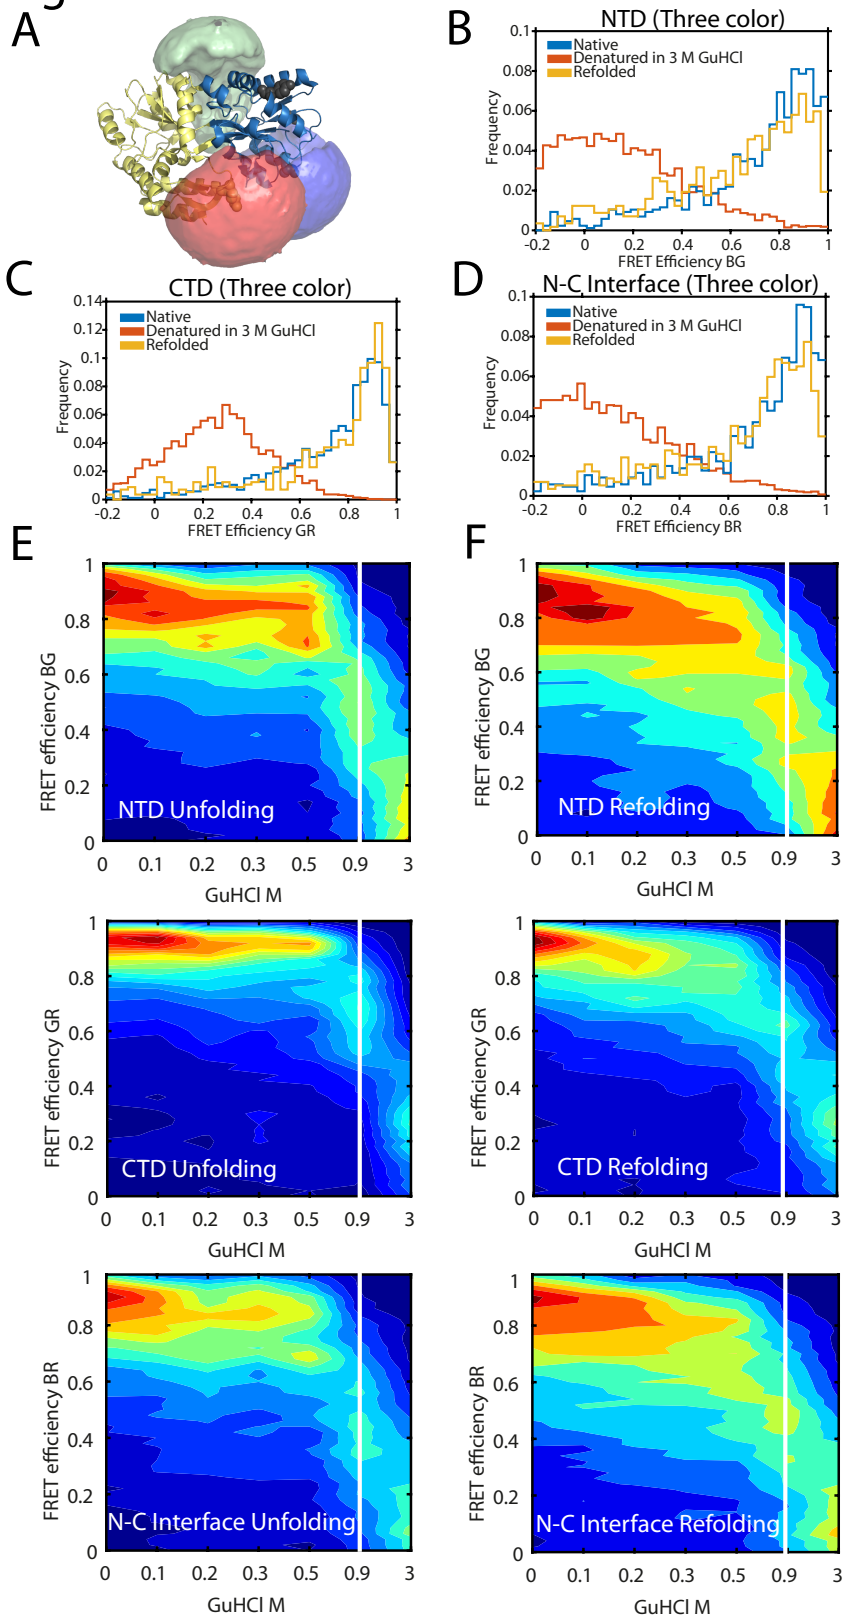 A
B
NTD (Three color)
0.1
0.08
0.06
0.04
0.02
0
Frequency
Native
Denatured in 3 M GuHCl
Refolded
-0.2 0 0.2 0.4 0.6 0.8 1
FRET Efficiency BG
C
CTD (Three color)
0.14
0.12
0.1
0.08
0.06
0.04
0.02
0
Frequency
Native
Denatured in 3 M GuHCl
Refolded
-0.2 0 0.2 0.4 0.6 0.8 1
FRET Efficiency GR
D
N-C Interface (Three color)
0.1
0.08
0.06
0.04
0.02
0
Frequency
Native
Denatured in 3 M GuHCl
Refolded
-0.2 0 0.2 0.4 0.6 0.8 1
FRET Efficiency BR
E
1
0.8
0.6
0.4
0.2
0
FRET efficiency BG
NTD Unfolding
0 0.1 0.2 0.3 0.5 0.9 3
GuHCl M
F
1
0.8
0.6
0.4
0.2
0
FRET efficiency BG
NTD Refolding
0 0.1 0.2 0.3 0.5 0.9 3
GuHCl M
1
0.8
0.6
0.4
0.2
0
FRET efficiency GR
CTD Unfolding
0 0.1 0.2 0.3 0.5 0.9 3
GuHCl M
1
0.8
0.6
0.4
0.2
0
FRET efficiency GR
CTD Refolding
0 0.1 0.2 0.3 0.5 0.9 3
GuHCl M
1
0.8
0.6
0.4
0.2
0
FRET efficiency BR
N-C Interface Unfolding
0 0.1 0.2 0.3 0.5 0.9 3
GuHCl M
1
0.8
0.6
0.4
0.2
0
FRET efficiency BR
N-C Interface Refolding
0 0.1 0.2 0.3 0.5 0.9 3
GuHCl M